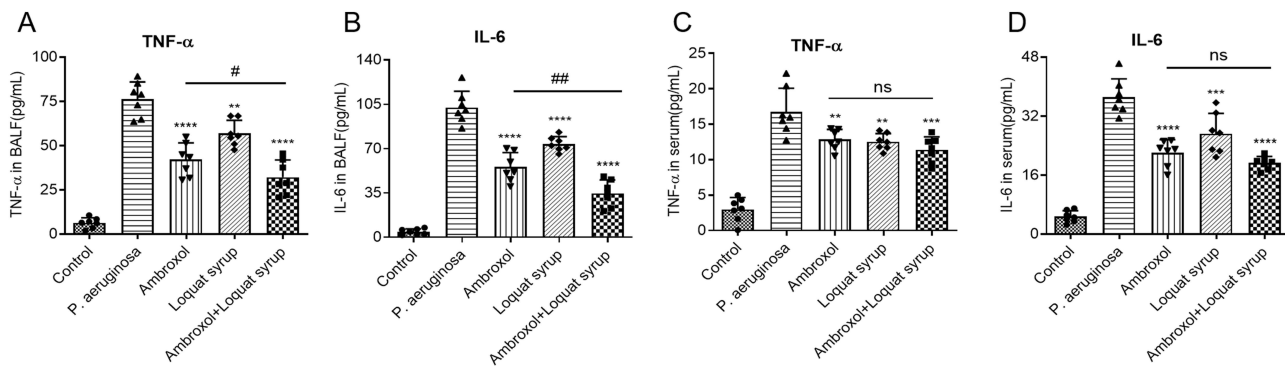 A
TNF-α
TNF-α in BALF(pg/mL)
100
75
50
25
0
****
**
****
#
Control
P. aeruginosa
Ambroxol
Loquat syrup
Ambroxol+Loquat syrup
B
IL-6
IL-6 in BALF(pg/mL)
140
105
70
35
0
****
****
****
##
Control
P. aeruginosa
Ambroxol
Loquat syrup
Ambroxol+Loquat syrup
C
TNF-α
TNF-α in serum(pg/mL)
25
20
15
10
5
0
**
**
***
ns
Control
P. aeruginosa
Ambroxol
Loquat syrup
Ambroxol+Loquat syrup
D
IL-6
IL-6 in serum(pg/mL)
48
32
16
0
****
***
****
ns
Control
P. aeruginosa
Ambroxol
Loquat syrup
Ambroxol+Loquat syrup